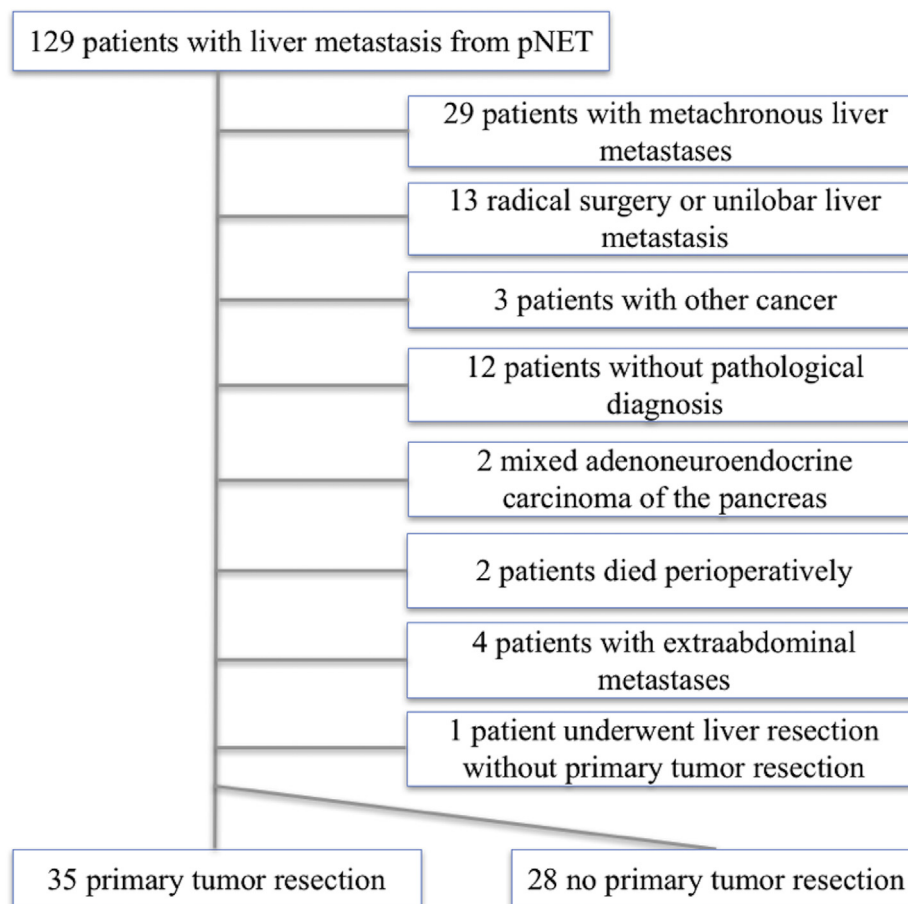 129 patients with liver metastasis from pNET
29 patients with metachronous liver
metastases
13 radical surgery or unilobar liver
metastasis
3 patients with other cancer
12 patients without pathological
diagnosis
2 mixed adenoneuroendocrine
carcinoma of the pancreas
2 patients died perioperatively
4 patients with extraabdominal
metastases
1 patient underwent liver resection
without primary tumor resection
35 primary tumor resection
28 no primary tumor resection